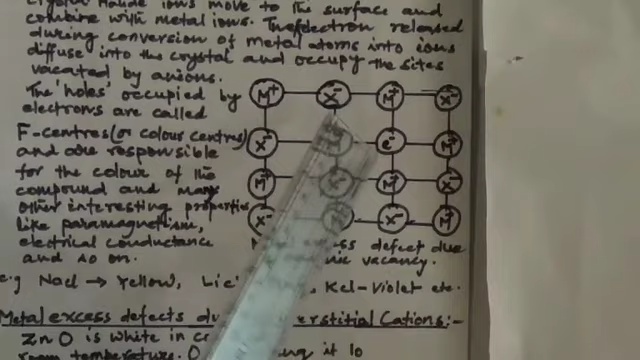 crystal Halide ions move to the surface and
combine with metal ions. The electron released
during conversion of metal atoms into ions
diffuse into the crystal and occupy the sites
vacated by anions.
The 'holes' occupied by
electrons are called
F-centres (or colour centres)
and are responsible
for the colour of the
compound and many
other interesting properties
like paramagnetism,
electrical conductance
and so on.
M+ X- M+ X-
X- M+ e- M+
M+ X- M+ X-
X- M+ X- M+
defect due
vacancy.
e.g Nacl → Yellow, Kcl-Violet etc.
Metal excess defects Cations:-
ZnO is white in
room temperature. it to